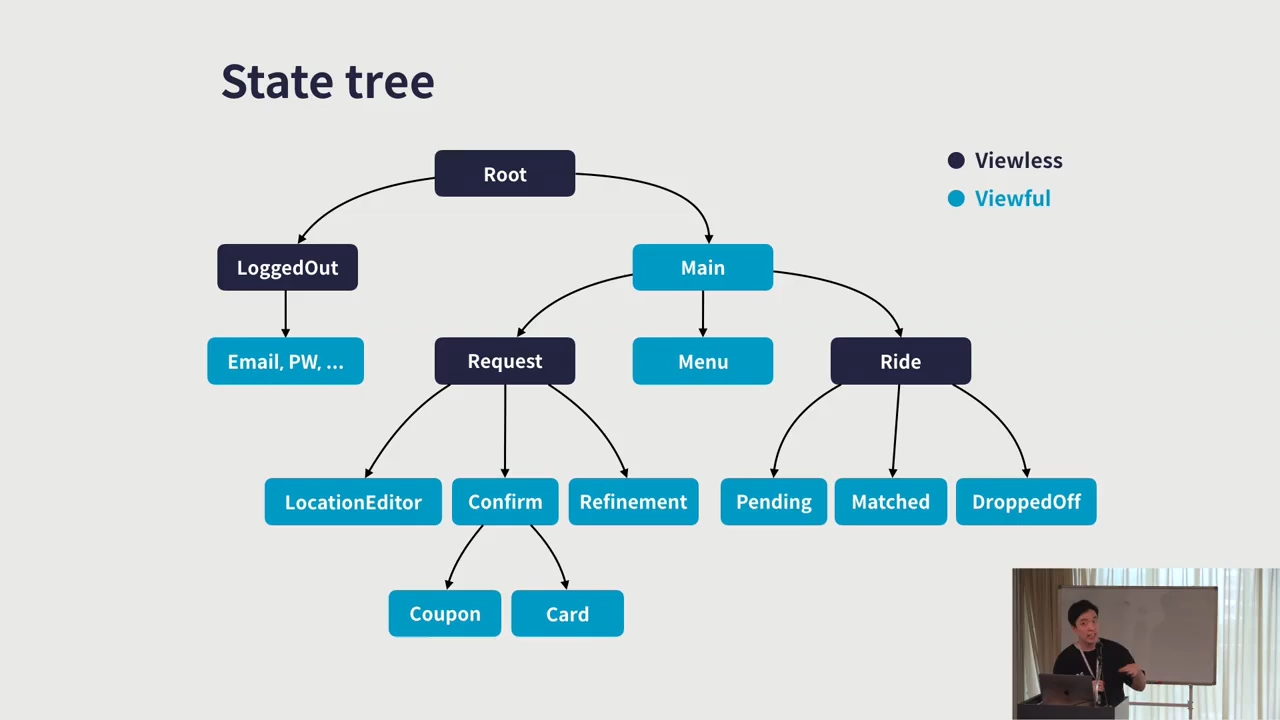 State tree
Viewless
Viewful
Root
LoggedOut
Main
Email, PW, ...
Request
Menu
Ride
LocationEditor
Confirm
Refinement
Pending
Matched
DroppedOff
Coupon
Card